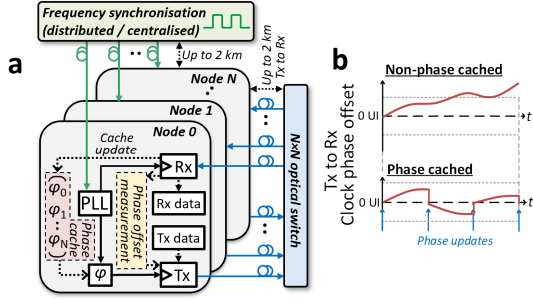 Frequency synchronisation
(distributed / centralised)
a
Up to 2 km
Up to 2 km
Tx to Rx
Node N
Node 1
Node 0
Cache
update
φ0
φ1
φN
Phase
cache
PLL
Phase offset
measurement
Rx
Rx data
Tx data
φ
Tx
N×N optical switch
b
Non-phase cached
Tx to Rx
Clock phase offset
0 UI
t
Phase cached
0 UI
t
Phase updates